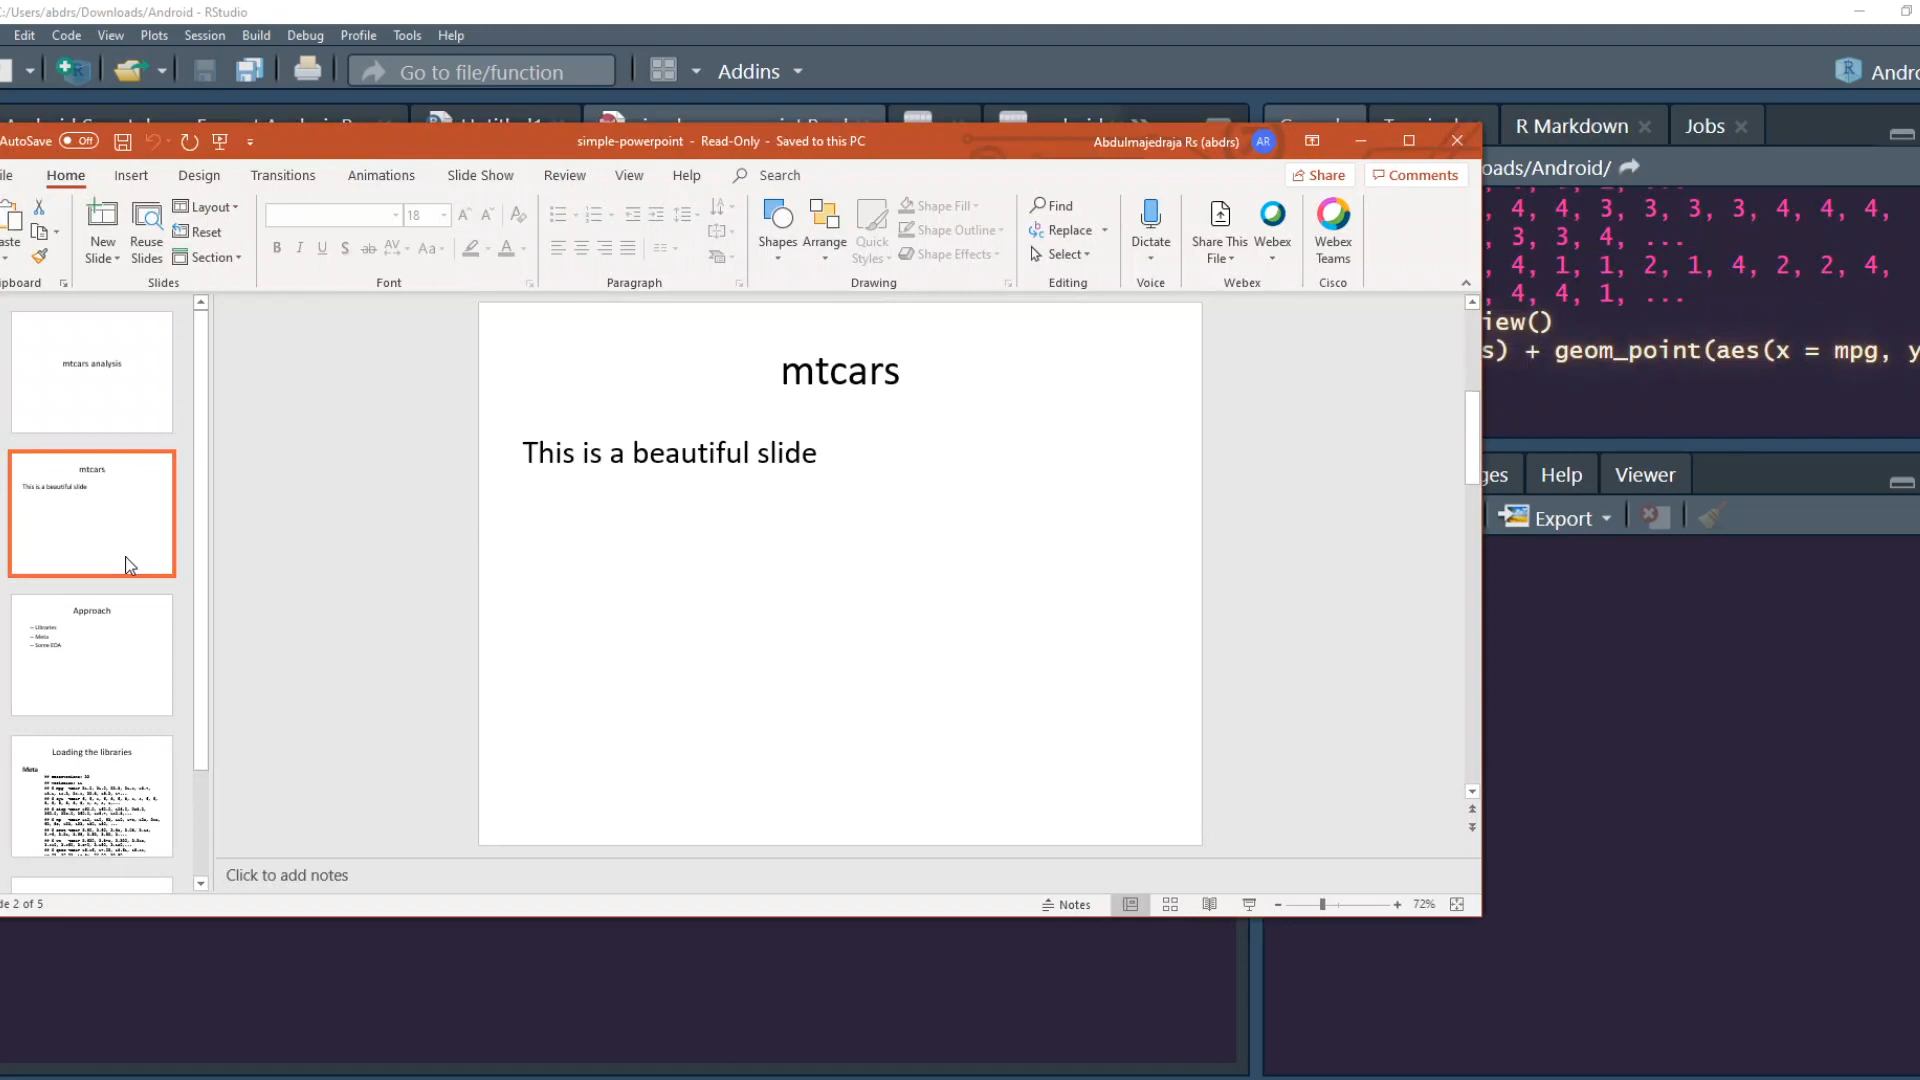 C:/Users/abdrs/Downloads/Android - RStudio
Edit Code View Plots Session Build Debug Profile Tools Help
Go to file/function
Addins
R Markdown
Jobs
AutoSave Off
simple-powerpoint - Read-Only - Saved to this PC
Abdulmajedraja Rs (abdrs) AR
Home Insert Design Transitions Animations Slide Show Review View Help Search
Share Comments
New Slide
Reuse Slides
Layout
Reset
Section
Slides
18
Font
Paragraph
Shapes
Arrange
Quick Styles
Shape Fill
Shape Outline
Shape Effects
Drawing
Find
Replace
Select
Editing
Dictate
Voice
Share This File
Webex
Webex
Webex Teams
Cisco
mtcars analysis
mtcars
This is a beautiful slide
Approach
– Libraries
– Meta
– Some EDA
Loading the libraries
Meta
mtcars
This is a beautiful slide
Click to add notes
2 of 5
Notes
72%
oads/Android/
, 4, 4, 3, 3, 3, 3, 4, 4, 4,
, 3, 3, 4, ...
, 4, 1, 1, 2, 1, 4, 2, 2, 4,
, 4, 4, 1, ...
iew()
s) + geom_point(aes(x = mpg, y
Help
Viewer
Export